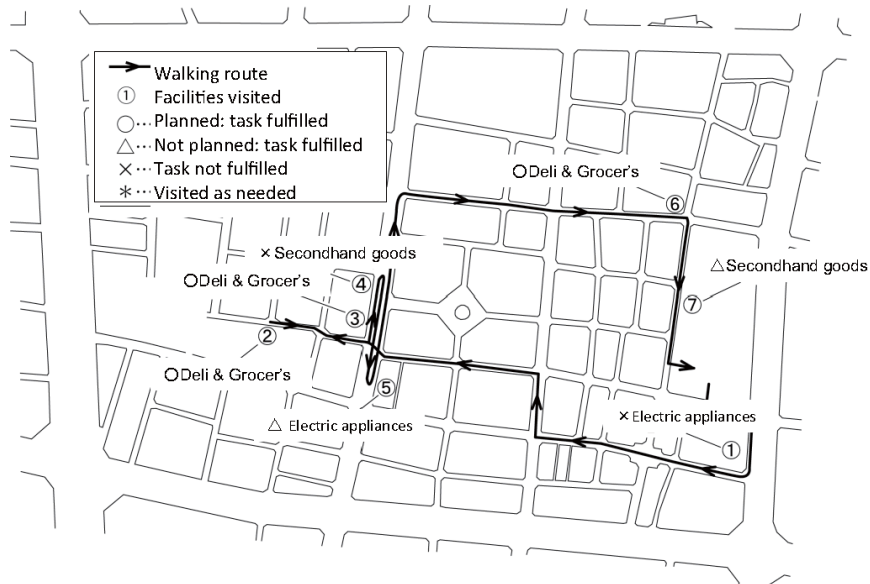 Walking route
① Facilities visited
○··· Planned: task fulfilled
△··· Not planned: task fulfilled
×··· Task not fulfilled
*··· Visited as needed
○Deli & Grocer's
⑥
× Secondhand goods
△Secondhand goods
○Deli & Grocer's
④
⑦
③
②
○Deli & Grocer's
⑤
× Electric appliances
△ Electric appliances
①